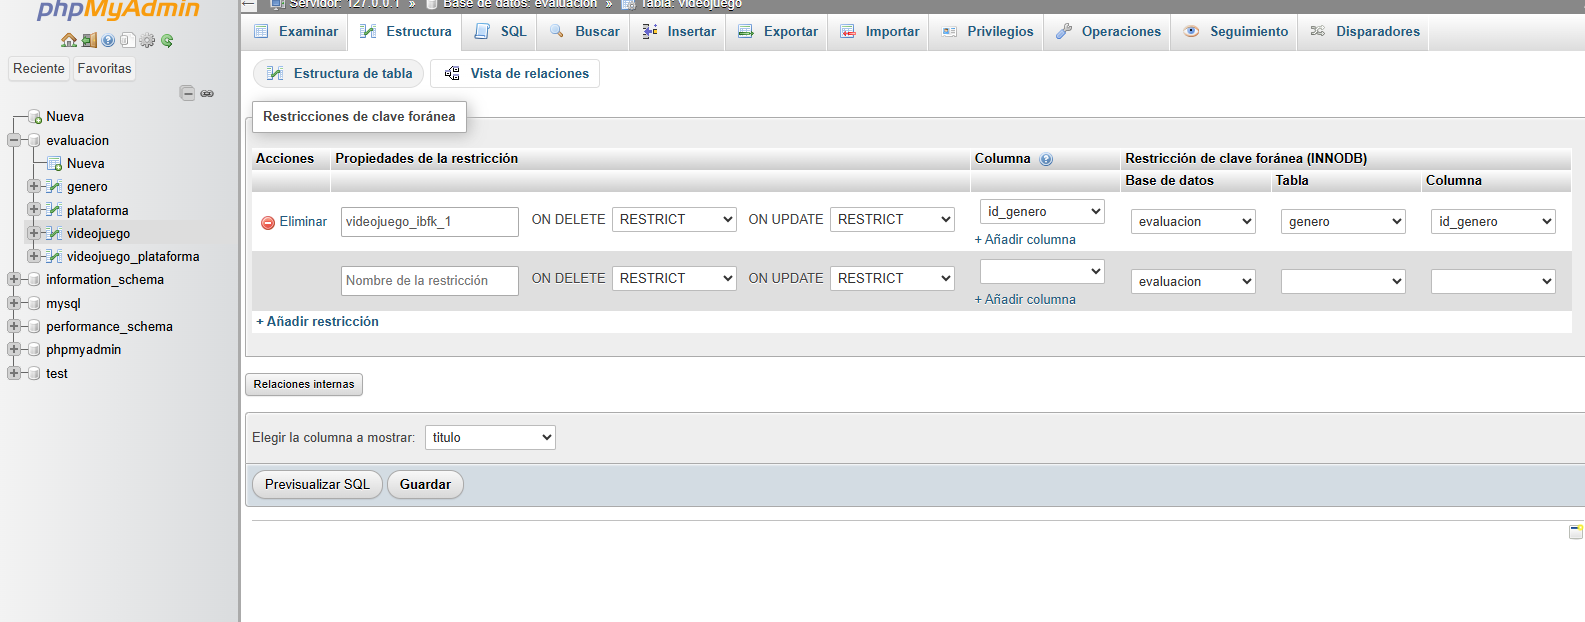 phpMyAdmin
Servidor: 127.0.0.1 » Base de datos: evaluacion » Tabla: videojuego
Examinar Estructura SQL Buscar Insertar Exportar Importar Privilegios Operaciones Seguimiento Disparadores
Reciente Favoritas
Nueva
evaluacion
Nueva
genero
plataforma
videojuego
videojuego_plataforma
information_schema
mysql
performance_schema
phpmyadmin
test
Estructura de tabla Vista de relaciones
Restricciones de clave foránea
Acciones Propiedades de la restricción Columna Restricción de clave foránea (INNODB)
Base de datos Tabla Columna
Eliminar videojuego_ibfk_1 ON DELETE RESTRICT ON UPDATE RESTRICT id_genero evaluacion genero id_genero
+ Añadir columna
Nombre de la restricción ON DELETE RESTRICT ON UPDATE RESTRICT evaluacion
+ Añadir columna
+ Añadir restricción
Relaciones internas
Elegir la columna a mostrar: titulo
Previsualizar SQL Guardar